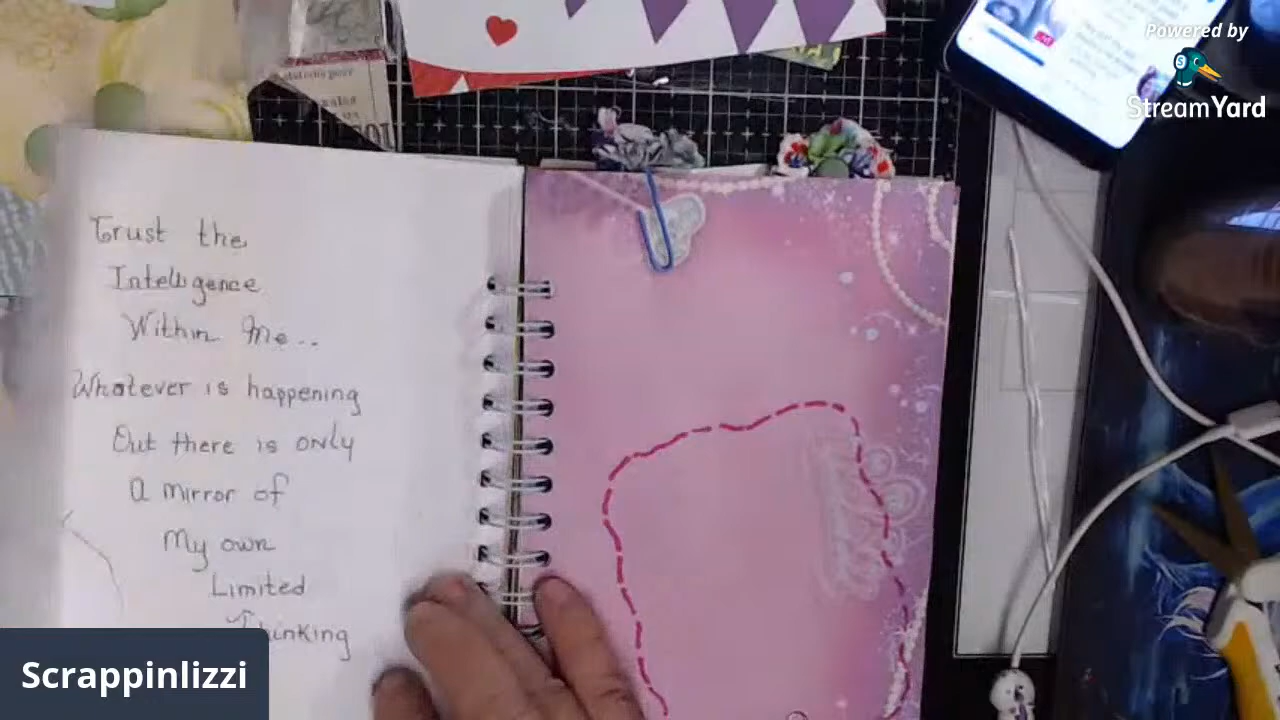 Powered by
StreamYard
Trust the
Intelligence
Within Me...
Whatever is happening
Out there is only
a mirror of
My own
Limited
Thinking
Scrappinlizzi